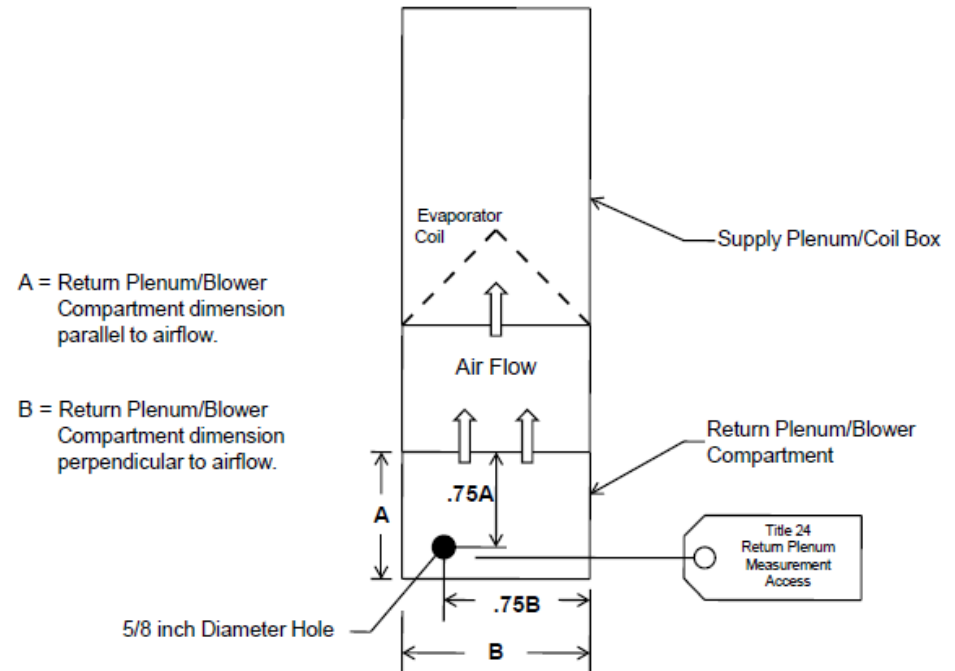 Evaporator
Coil
Supply Plenum/Coil Box
A = Return Plenum/Blower
Compartment dimension
parallel to airflow.
Air Flow
B = Return Plenum/Blower
Compartment dimension
perpendicular to airflow.
Return Plenum/Blower
Compartment
.75A
A
Title 24
Return Plenum
Measurement
Access
.75B
5/8 inch Diameter Hole
B